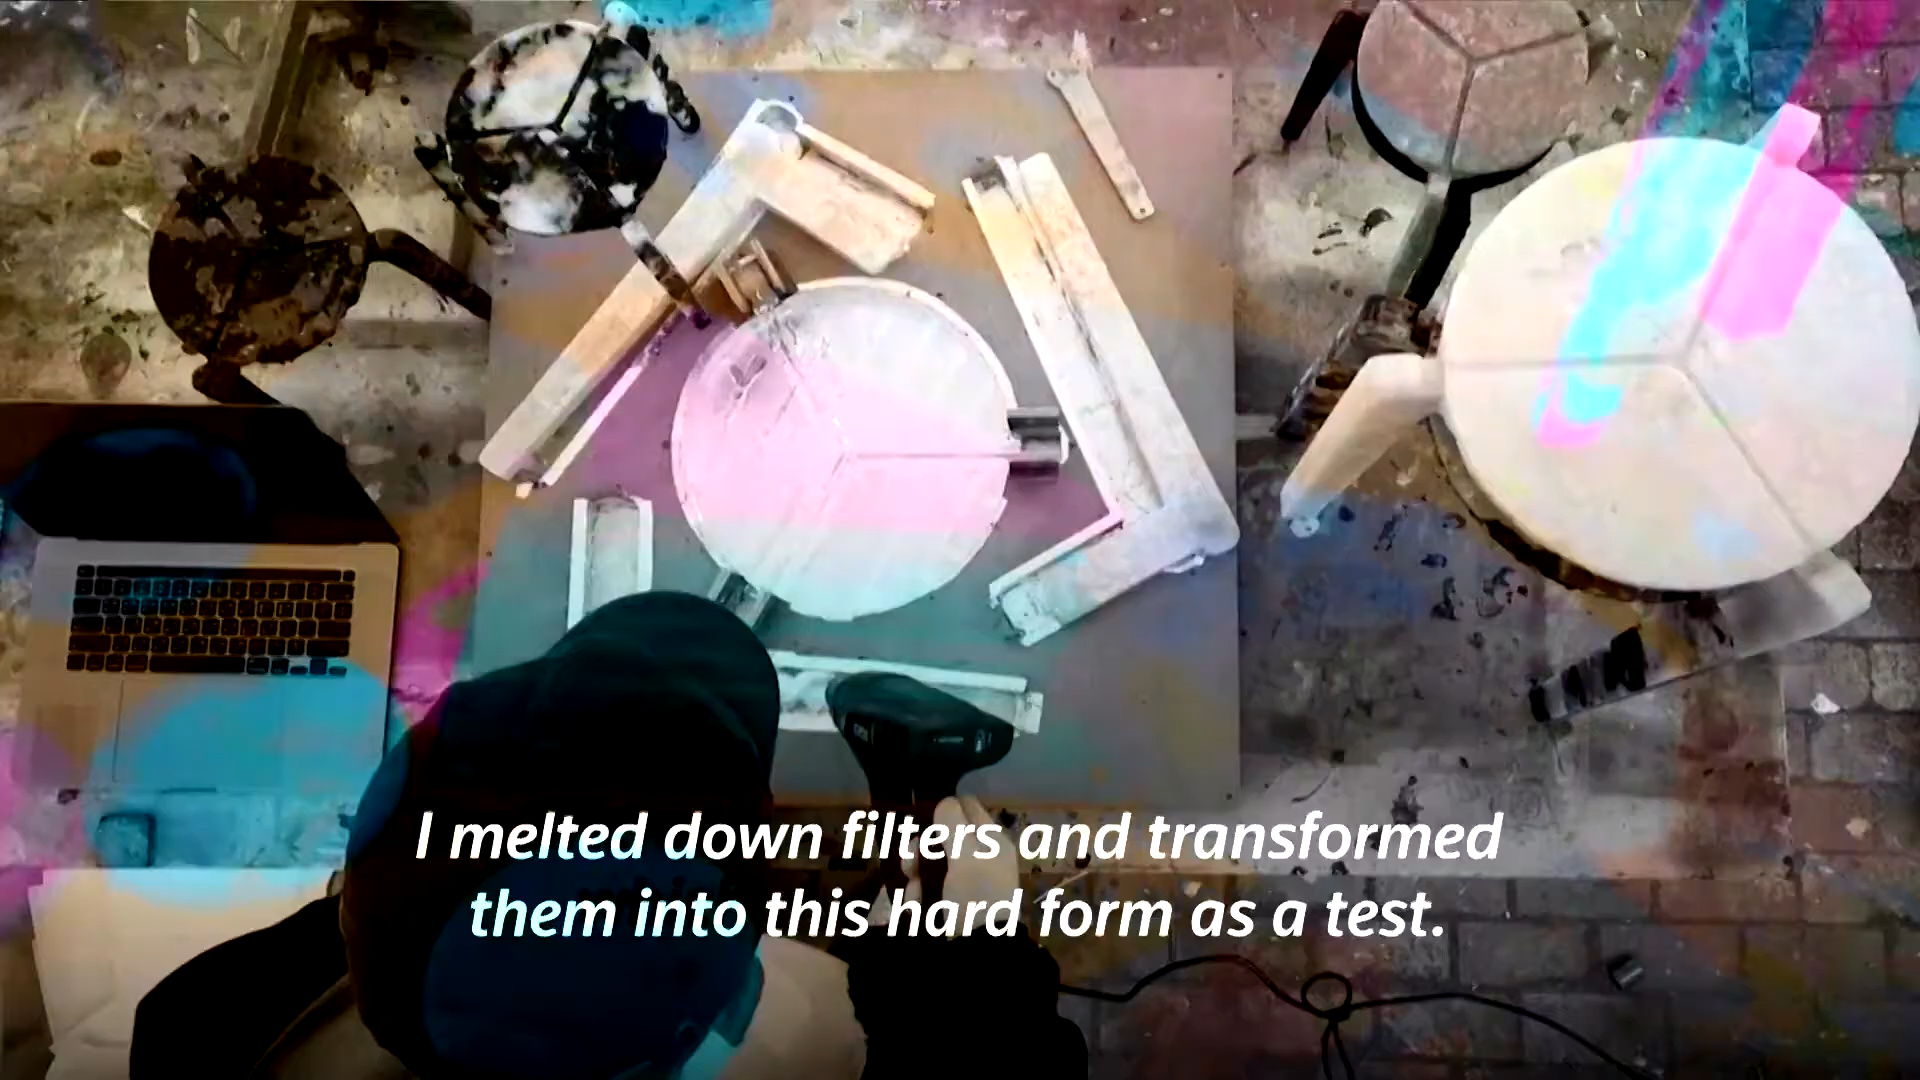 I melted down filters and transformed
them into this hard form as a test.